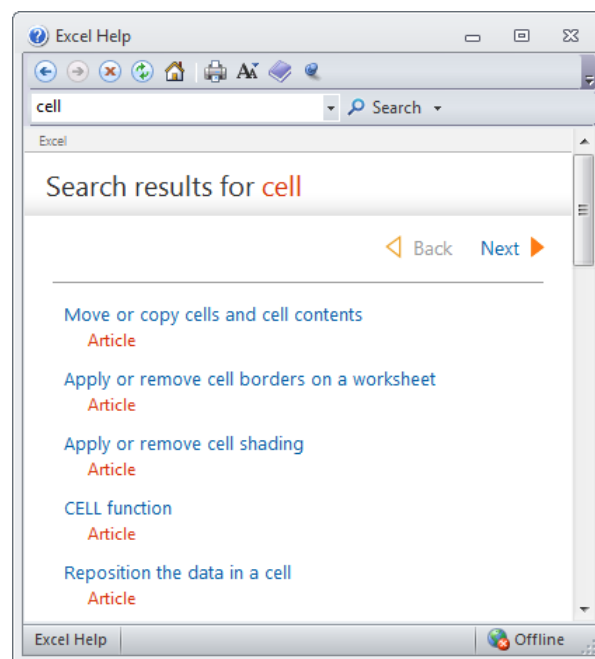 Excel Help
cell
Search
Excel
Search results for cell
Back Next
Move or copy cells and cell contents
Article
Apply or remove cell borders on a worksheet
Article
Apply or remove cell shading
Article
CELL function
Article
Reposition the data in a cell
Article
Excel Help
Offline